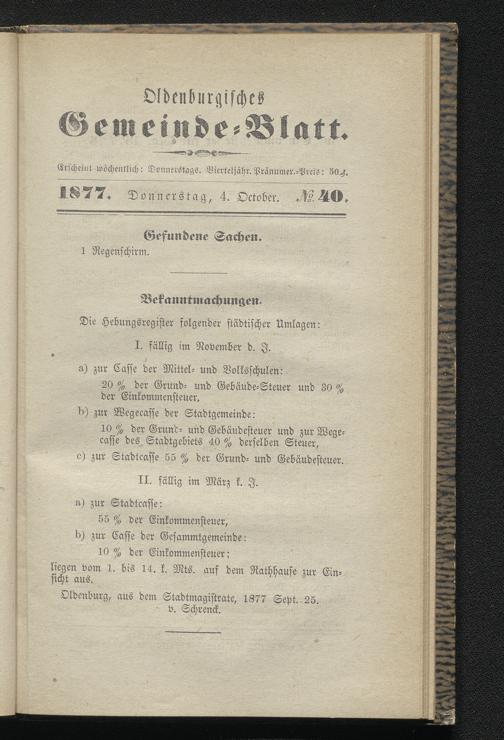 Oldenburgisches
Gemeinde-Blatt.
Erscheint wöchentlich: Donnerstags. Vierteljähr. Pränumer.-Preis: 50 ₰.
1877. Donnerstag, 4. October. № 40.
Gefundene Sachen.
1 Regenschirm.
Bekanntmachungen.
Die Hebungsregister folgender städtischer Umlagen:
I. fällig im November d. J.
a) zur Casse der Mittel- und Volksschulen:
20 % der Grund- und Gebäude-Steuer und 30 %
der Einkommensteuer,
b) zur Wegecasse der Stadtgemeinde:
10 % der Grund- und Gebäudesteuer und zur Wege-
casse des Stadtgebiets 40 % derselben Steuer,
c) zur Stadtcasse 55 % der Grund- und Gebäudesteuer.
II. fällig im März k. J.
a) zur Stadtcasse:
55 % der Einkommensteuer,
b) zur Casse der Gesammtgemeinde:
10 % der Einkommensteuer;
liegen vom 1. bis 14. k. Mts. auf dem Rathhause zur Ein-
sicht aus.
Oldenburg, aus dem Stadtmagistrate, 1877 Sept. 25.
v. Schrenck.